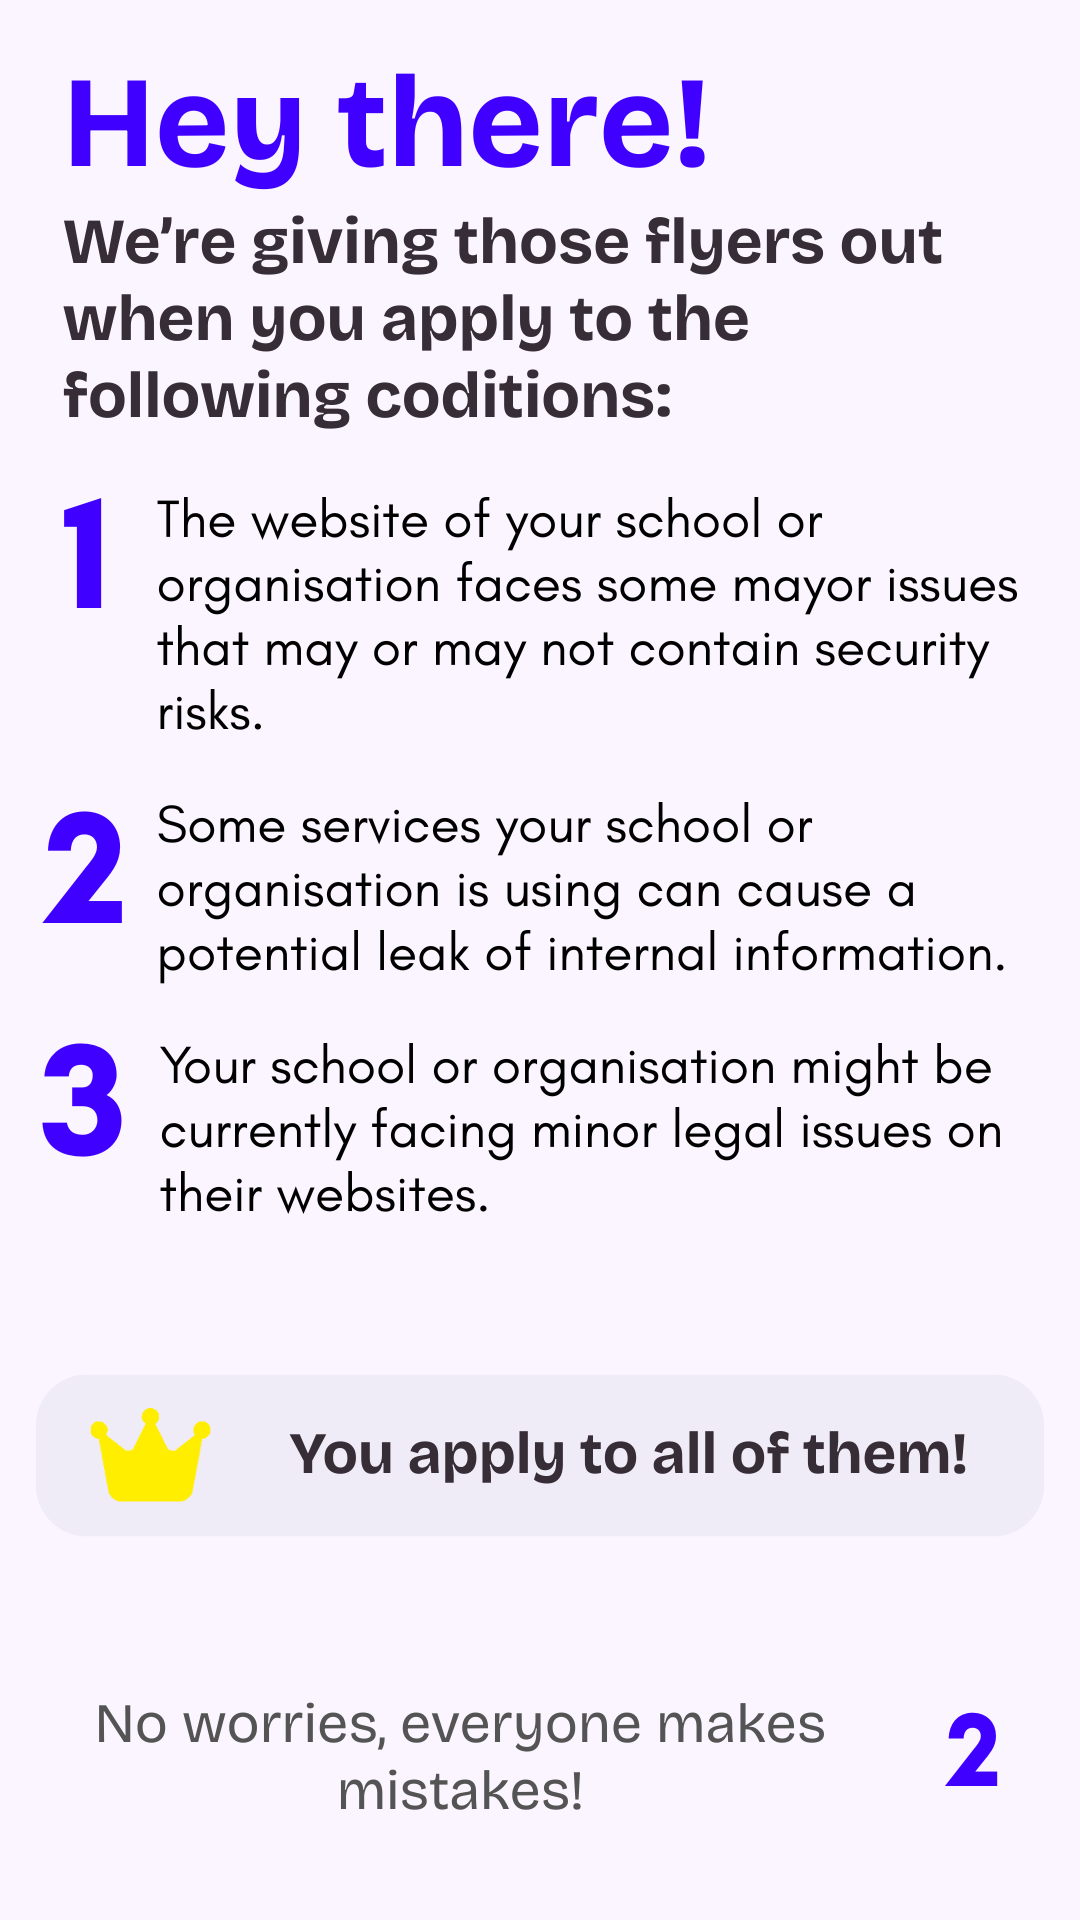 Hey there!
We’re giving those flyers out
when you apply to the
following coditions:
1
The website of your school or
organisation faces some mayor issues
that may or may not contain security
risks.
2
Some services your school or
organisation is using can cause a
potential leak of internal information.
3
Your school or organisation might be
currently facing minor legal issues on
their websites.
You apply to all of them!
No worries, everyone makes
mistakes!
2